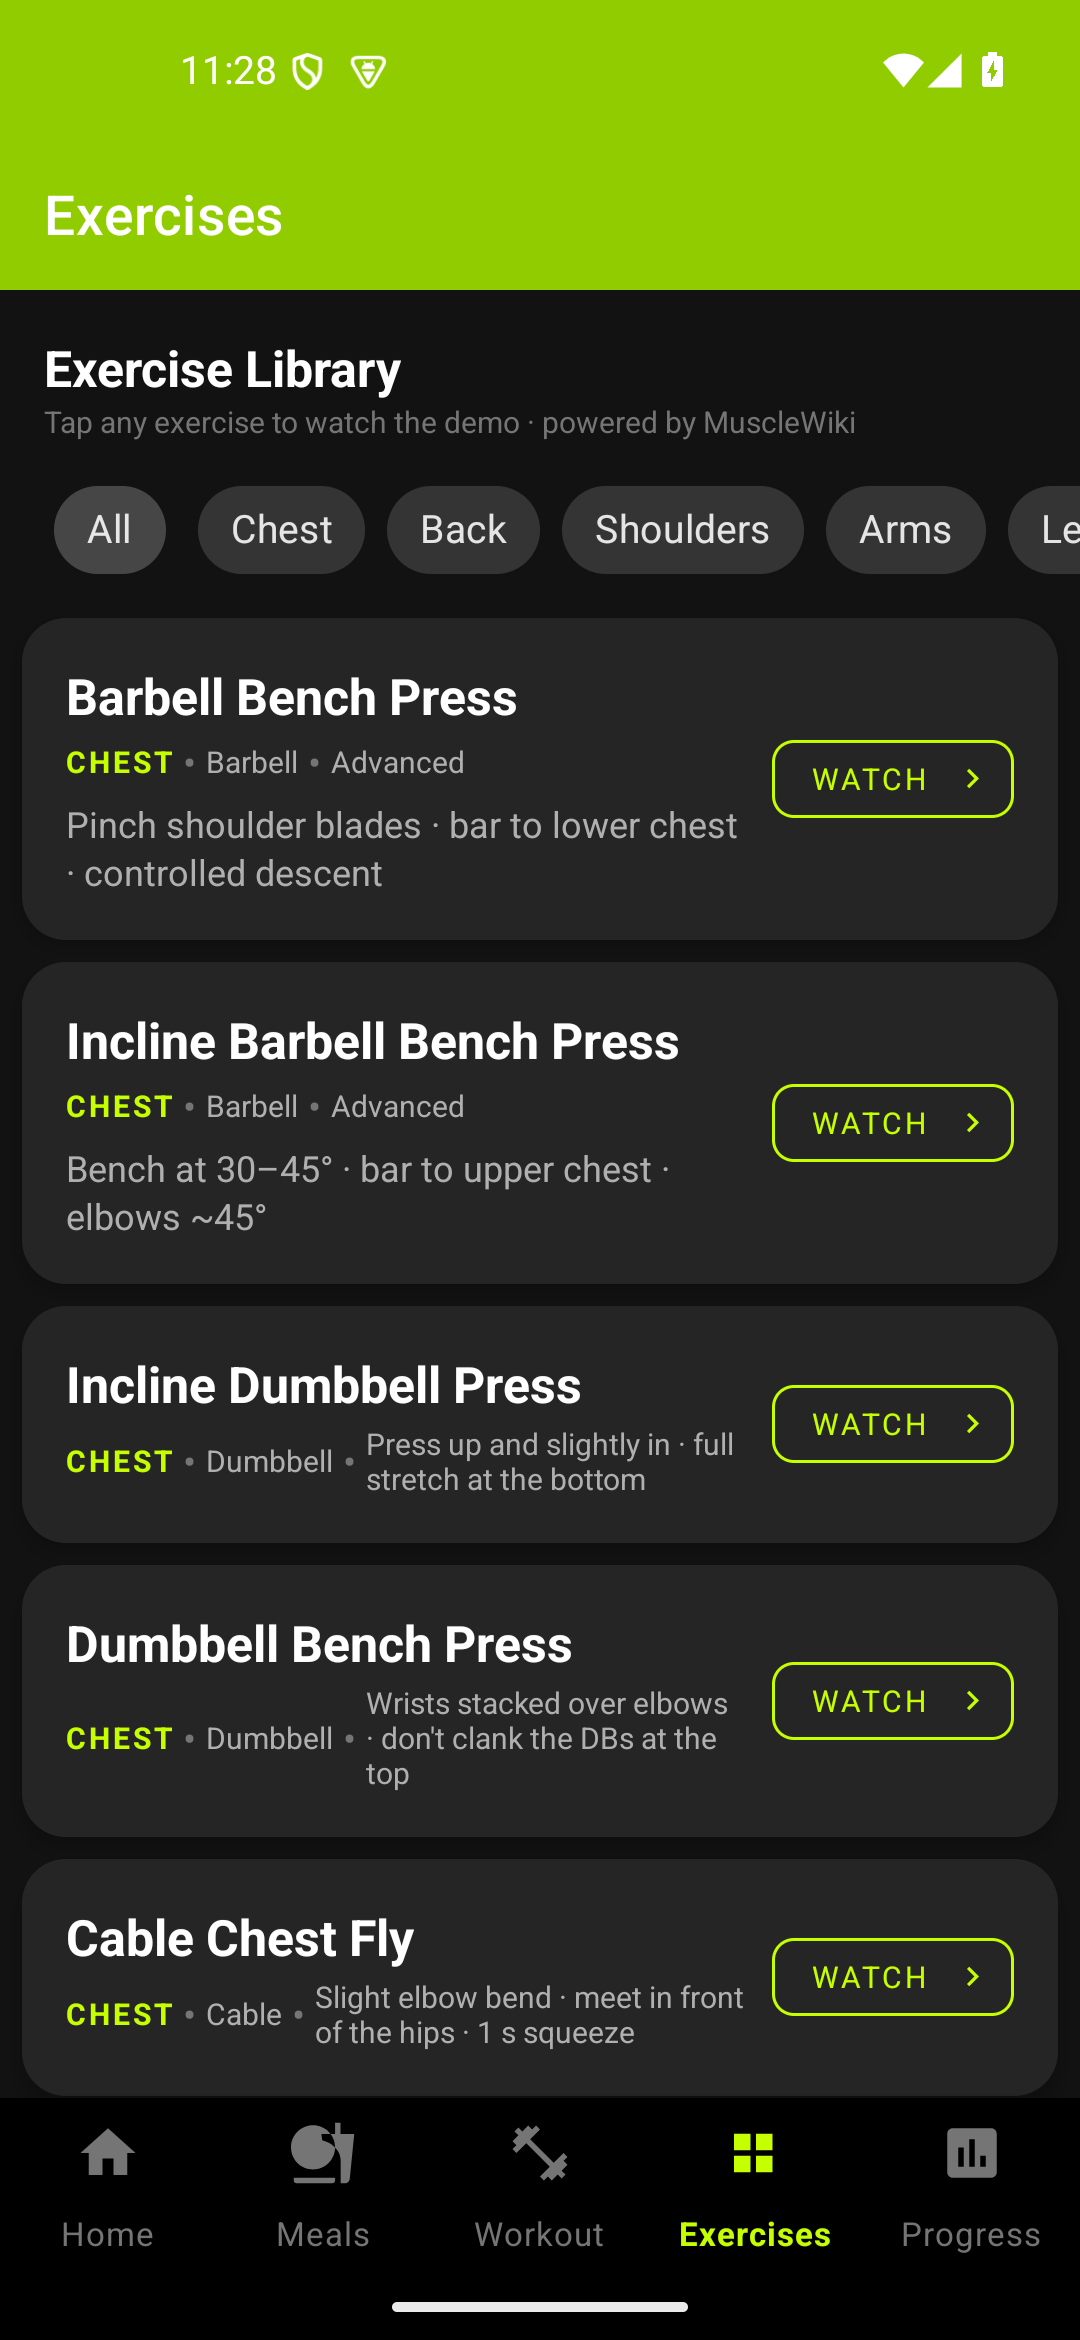 11:28
Exercises
Exercise Library
Tap any exercise to watch the demo · powered by MuscleWiki
All Chest Back Shoulders Arms Le
Barbell Bench Press
CHEST • Barbell • Advanced
Pinch shoulder blades · bar to lower chest
· controlled descent
WATCH
Incline Barbell Bench Press
CHEST • Barbell • Advanced
Bench at 30–45° · bar to upper chest ·
elbows ~45°
WATCH
Incline Dumbbell Press
CHEST • Dumbbell • Press up and slightly in · full
stretch at the bottom
WATCH
Dumbbell Bench Press
CHEST • Dumbbell • Wrists stacked over elbows
· don't clank the DBs at the
top
WATCH
Cable Chest Fly
CHEST • Cable • Slight elbow bend · meet in front
of the hips · 1 s squeeze
WATCH
Home Meals Workout Exercises Progress